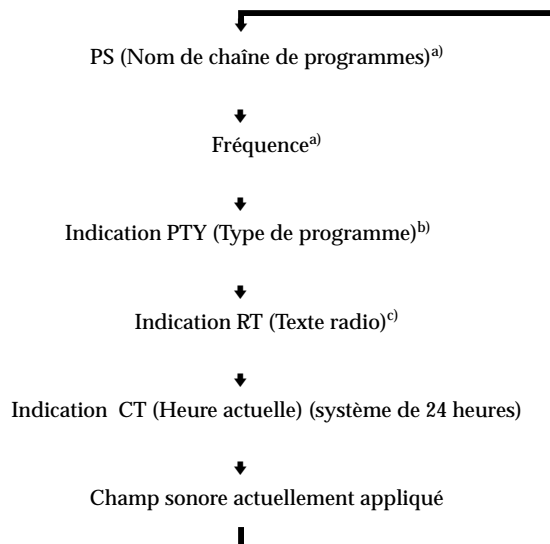 PS (Nom de chaîne de programmes)a)
Fréquencea)
Indication PTY (Type de programme)b)
Indication RT (Texte radio)c)
Indication CT (Heure actuelle) (système de 24 heures)
Champ sonore actuellement appliqué